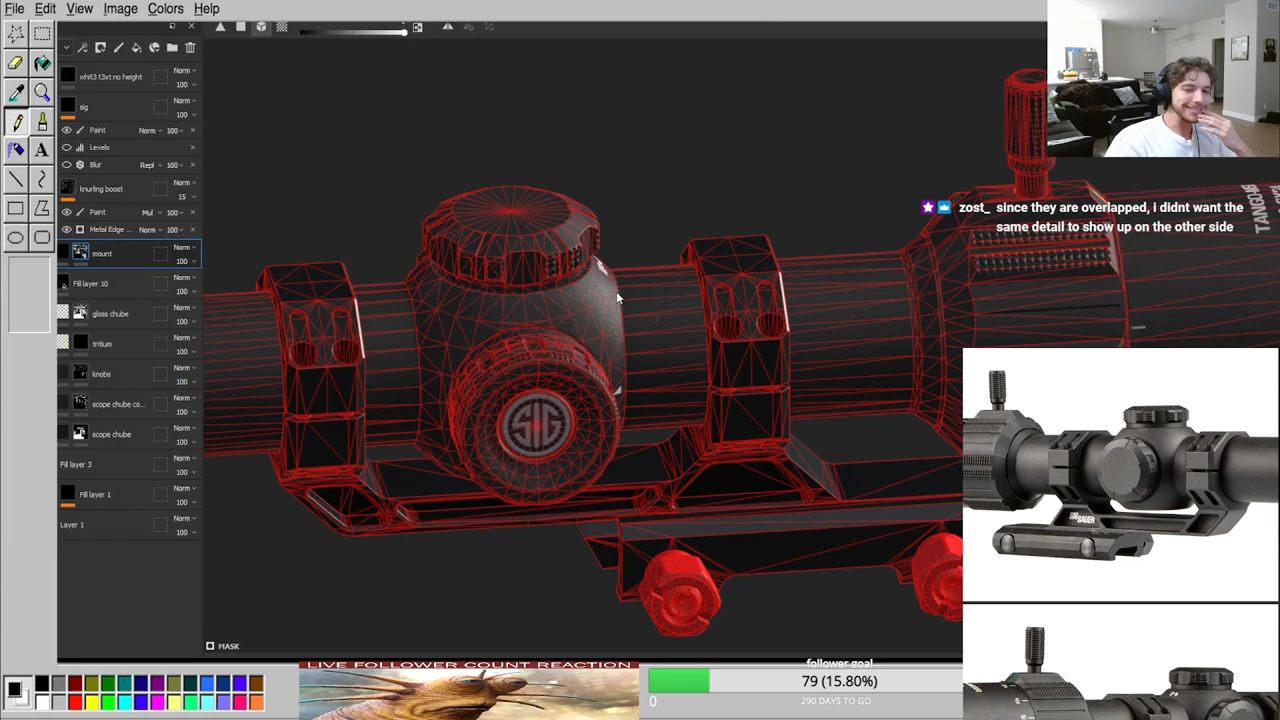 File Edit View Image Colors Help
whit3 t3xt no height Norm 100
sig Norm 100
Paint Norm 100
Levels
Blur Repl 100
knurling boost Norm 15
Paint Mul 100
Metal Edge ... Norm 100
mount Norm 100
Fill layer 10 Norm 100
gloss chube Norm 100
tritium Norm 100
knobs Norm 100
scope chube co... Norm 100
scope chube Norm 100
Fill layer 3 Norm 100
Fill layer 1 Norm 100
Layer 1 Norm 100
MASK
SIG
zost_ since they are overlapped, i didnt want the
same detail to show up on the other side
SIG SAUER
LIVE FOLLOWER COUNT REACTION
follower goal
79 (15.80%)
0
290 DAYS TO GO